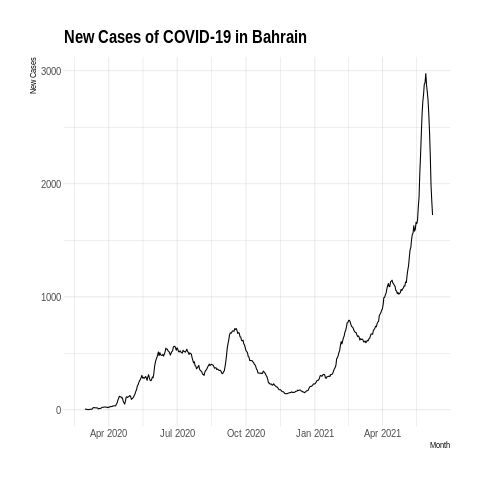 New Cases of COVID-19 in Bahrain
New Cases
3000
2000
1000
0
Apr 2020 Jul 2020 Oct 2020 Jan 2021 Apr 2021
Month